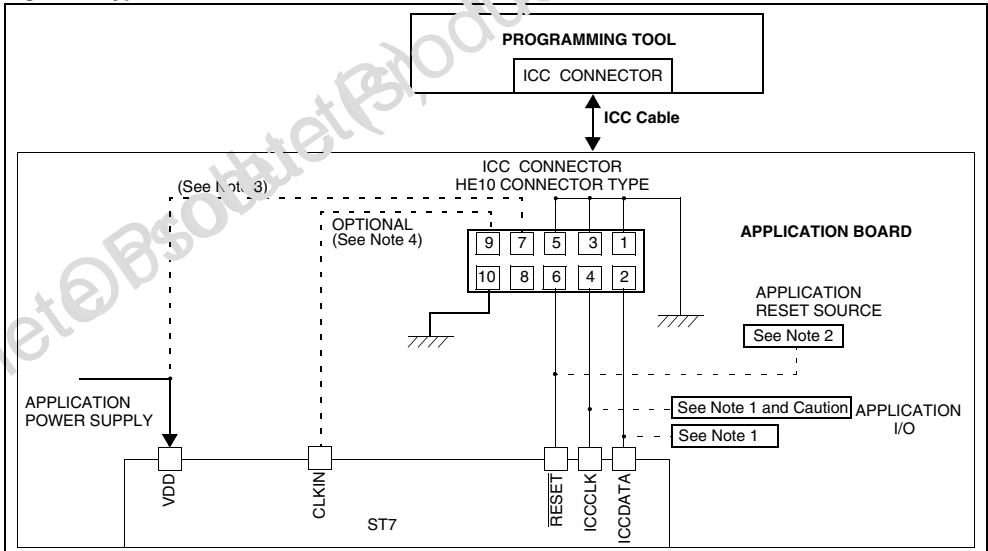 PROGRAMMING TOOL
ICC CONNECTOR
ICC Cable
ICC CONNECTOR
HE10 CONNECTOR TYPE
(See Note 3)
OPTIONAL
(See Note 4)
9 7 5 3 1
10 8 6 4 2
APPLICATION BOARD
APPLICATION
RESET SOURCE
See Note 2
APPLICATION
POWER SUPPLY
See Note 1 and Caution
See Note 1
APPLICATION
I/O
VDD
CLKIN
RESET
ICCCLK
ICCDATA
ST7